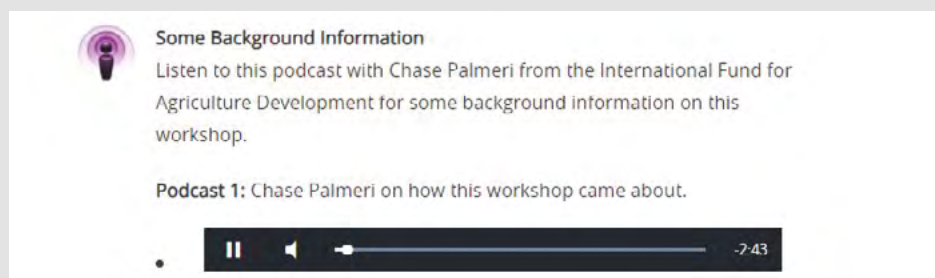 Some Background Information
Listen to this podcast with Chase Palmeri from the International Fund for
Agriculture Development for some background information on this
workshop.
Podcast 1: Chase Palmeri on how this workshop came about.
-2:43